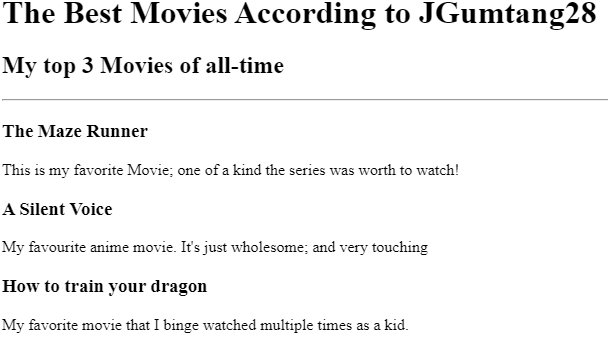 The Best Movies According to JGumtang28
My top 3 Movies of all-time
The Maze Runner
This is my favorite Movie; one of a kind the series was worth to watch!
A Silent Voice
My favourite anime movie. It's just wholesome; and very touching
How to train your dragon
My favorite movie that I binge watched multiple times as a kid.